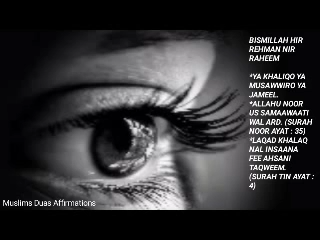 BISMILLAH HIR
REHMAN NIR
RAHEEM
*YA KHALIQO YA
MUSAWWIRO YA
JAMEEL.
*ALLAHU NOOR
US SAMAAWAATI
WAL ARD. (SURAH
NOOR AYAT : 35)
*LAQAD KHALAQ
NAL INSAANA
FEE AHSANI
TAQWEEM.
(SURAH TIN AYAT :
4)
Muslims Duas Affirmations